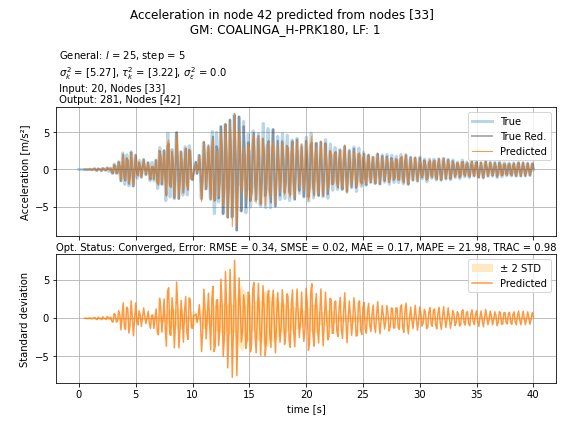 Acceleration in node 42 predicted from nodes [33]
GM: COALINGA_H-PRK180, LF: 1
General: l = 25, step = 5
σ²ₖ = [5.27], τ²ₖ = [3.22], σ²ₜ = 0.0
Input: 20, Nodes [33]
Output: 281, Nodes [42]
Acceleration [m/s²]
5
0
−5
True
True Red.
Predicted
Opt. Status: Converged, Error: RMSE = 0.34, SMSE = 0.02, MAE = 0.17, MAPE = 21.98, TRAC = 0.98
Standard deviation
5
0
−5
± 2 STD
Predicted
0 5 10 15 20 25 30 35 40
time [s]